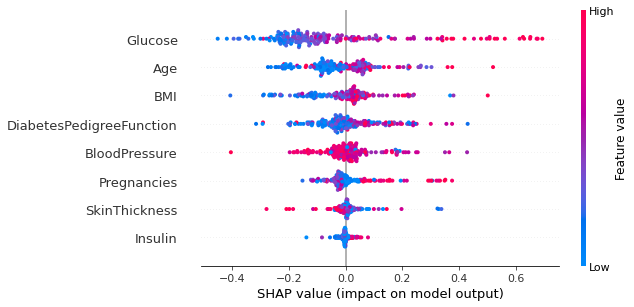 High
Glucose
Age
BMI
DiabetesPedigreeFunction
BloodPressure
Pregnancies
SkinThickness
Insulin
Feature value
Low
−0.4 −0.2 0.0 0.2 0.4 0.6
SHAP value (impact on model output)